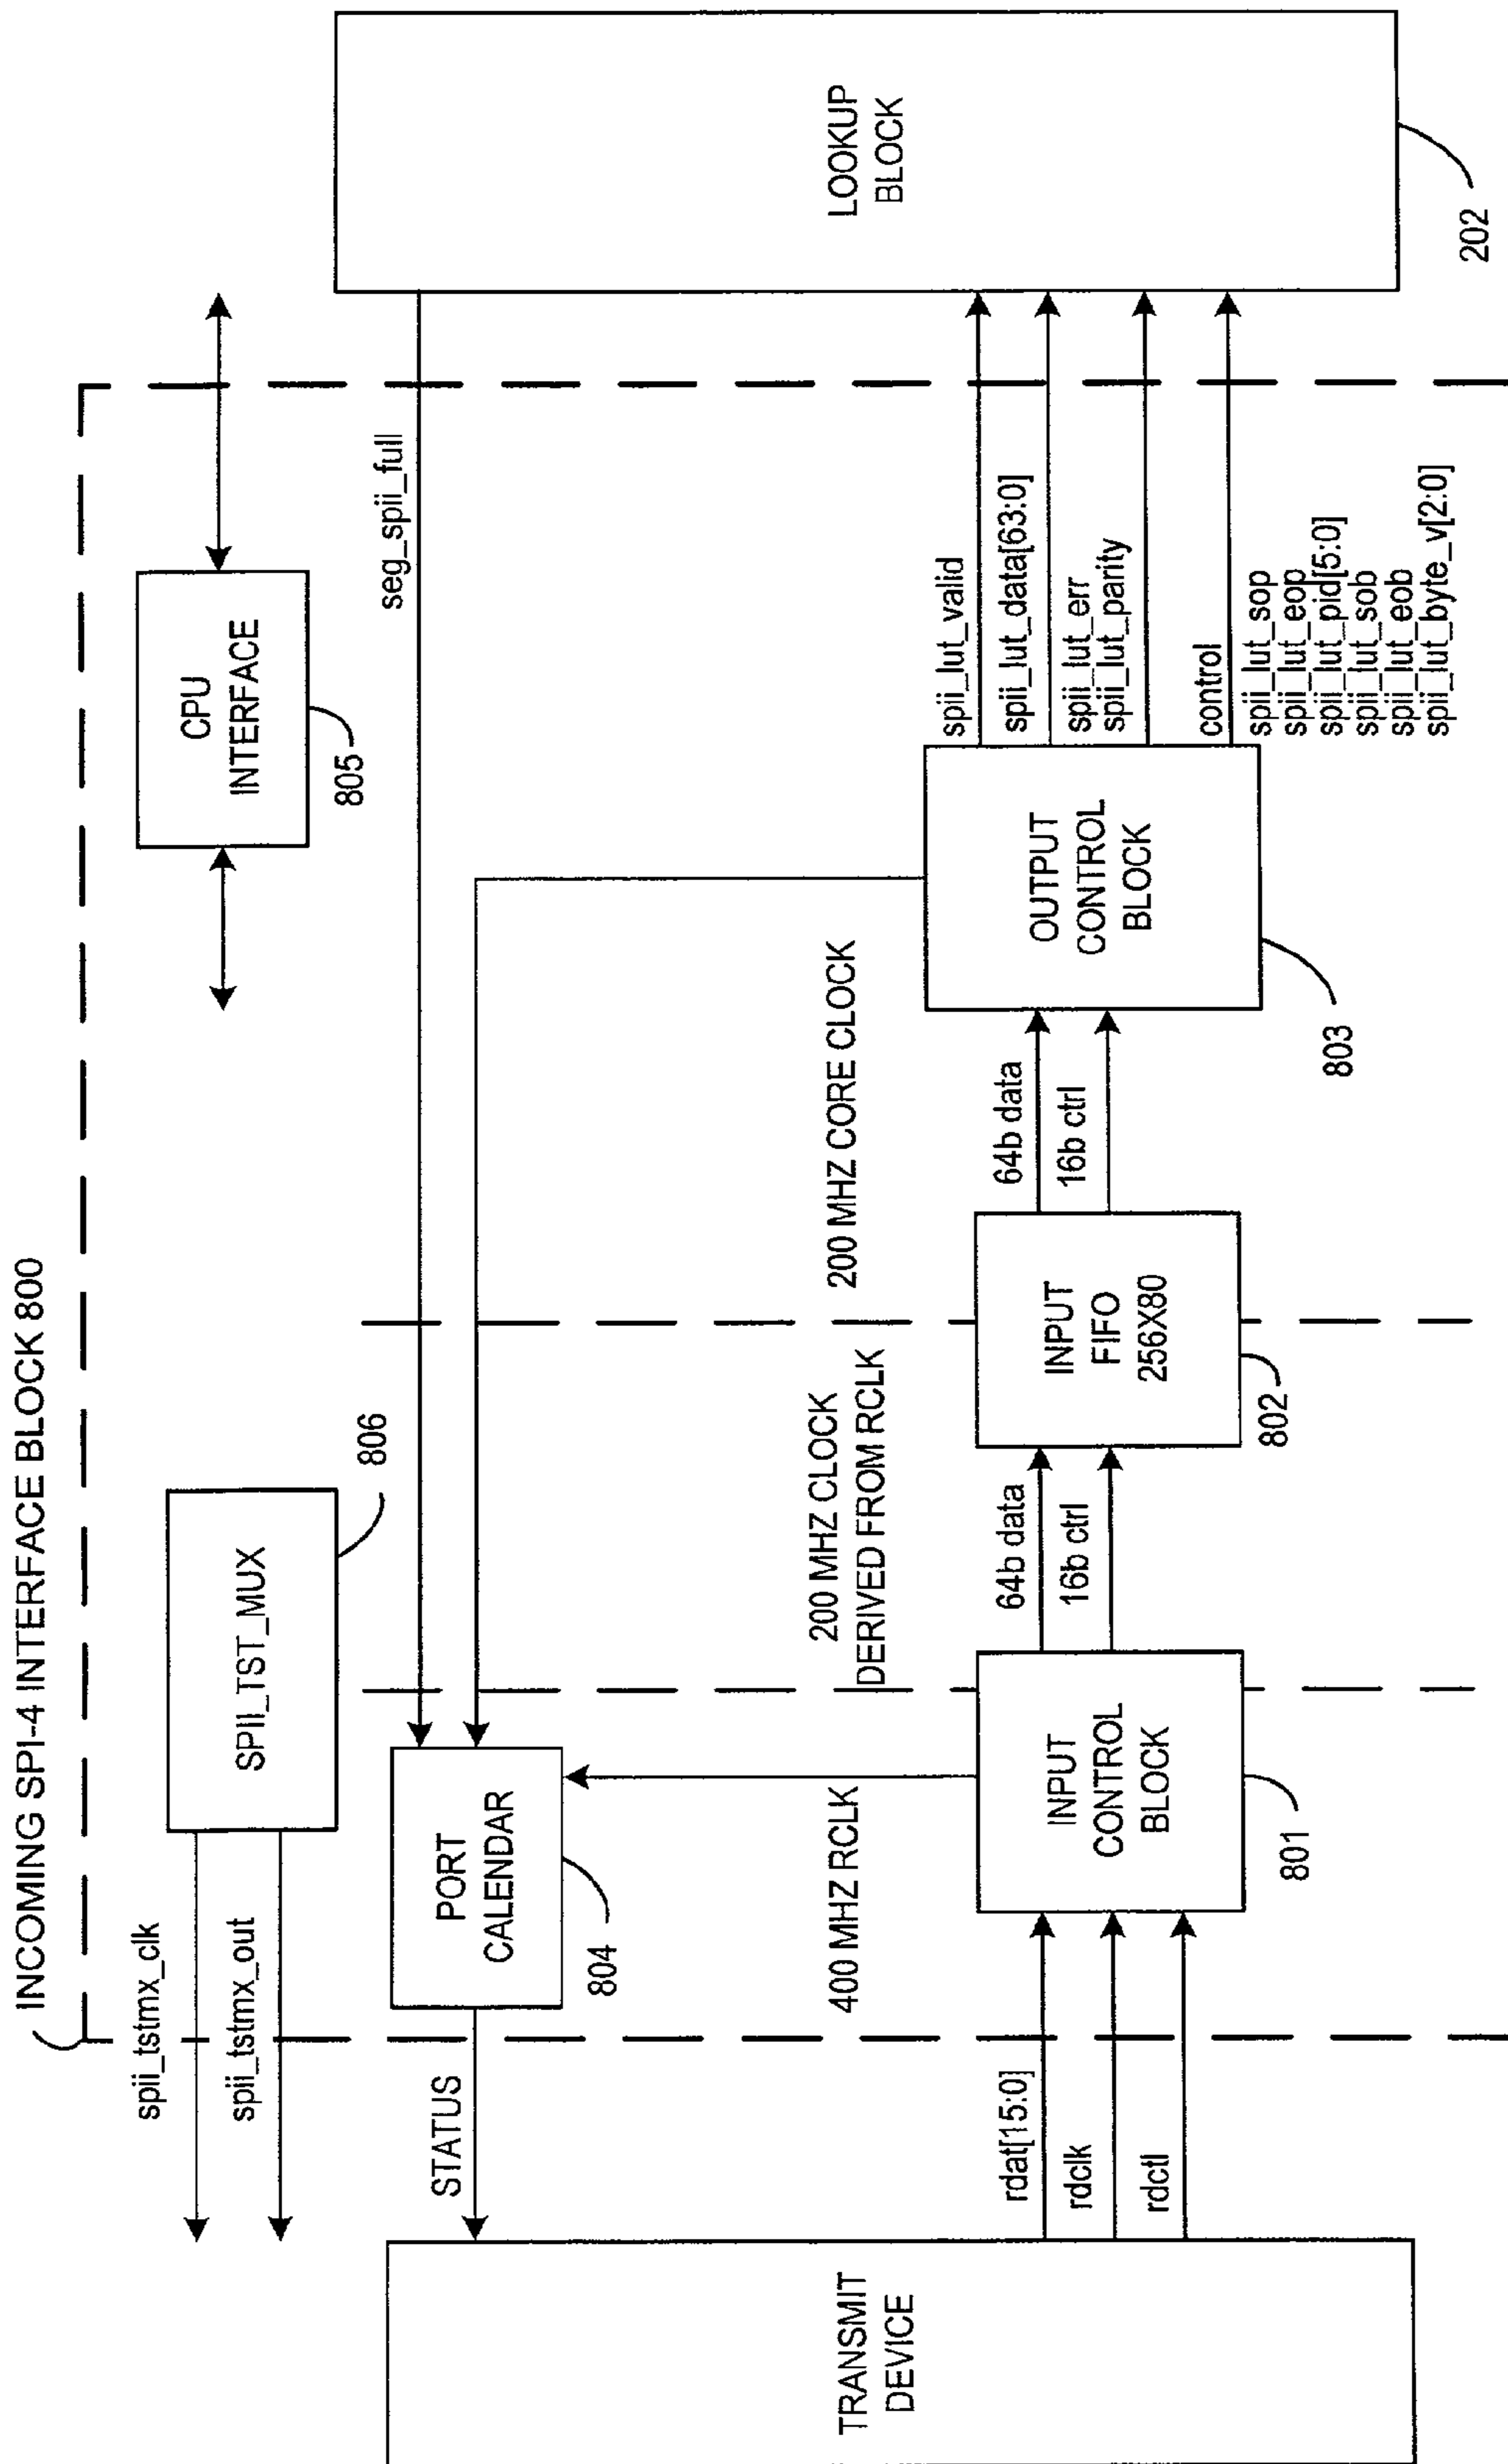 INCOMING SPI-4 INTERFACE BLOCK 800
spii_tstmx_clk
spii_tstmx_out
SPII_TST_MUX
806
CPU
INTERFACE
805
STATUS
PORT
CALENDAR
804
seg_spii_full
400 MHZ RCLK
200 MHZ CLOCK
DERIVED FROM RCLK
200 MHZ CORE CLOCK
TRANSMIT
DEVICE
rdat[15:0]
rdclk
rdctl
INPUT
CONTROL
BLOCK
801
64b data
16b ctrl
INPUT
FIFO
256X80
802
64b data
16b ctrl
OUTPUT
CONTROL
BLOCK
803
spii_lut_valid
spii_lut_data[63:0]
spii_lut_err
spii_lut_parity
control
spii_lut_sop
spii_lut_eop
spii_lut_pid[5:0]
spii_lut_sob
spii_lut_eob
spii_lut_byte_v[2:0]
LOOKUP
BLOCK
202